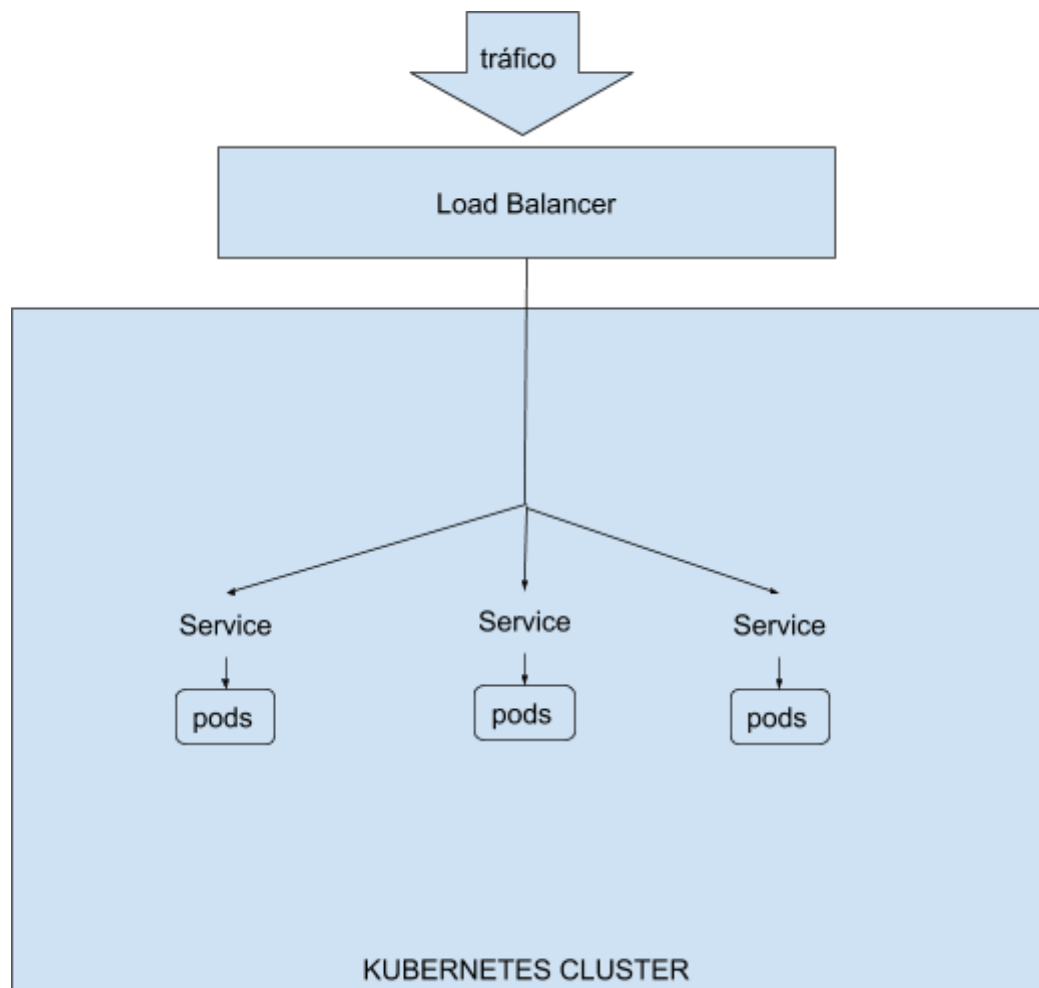 tráfico
Load Balancer
Service
Service
Service
pods
pods
pods
KUBERNETES CLUSTER